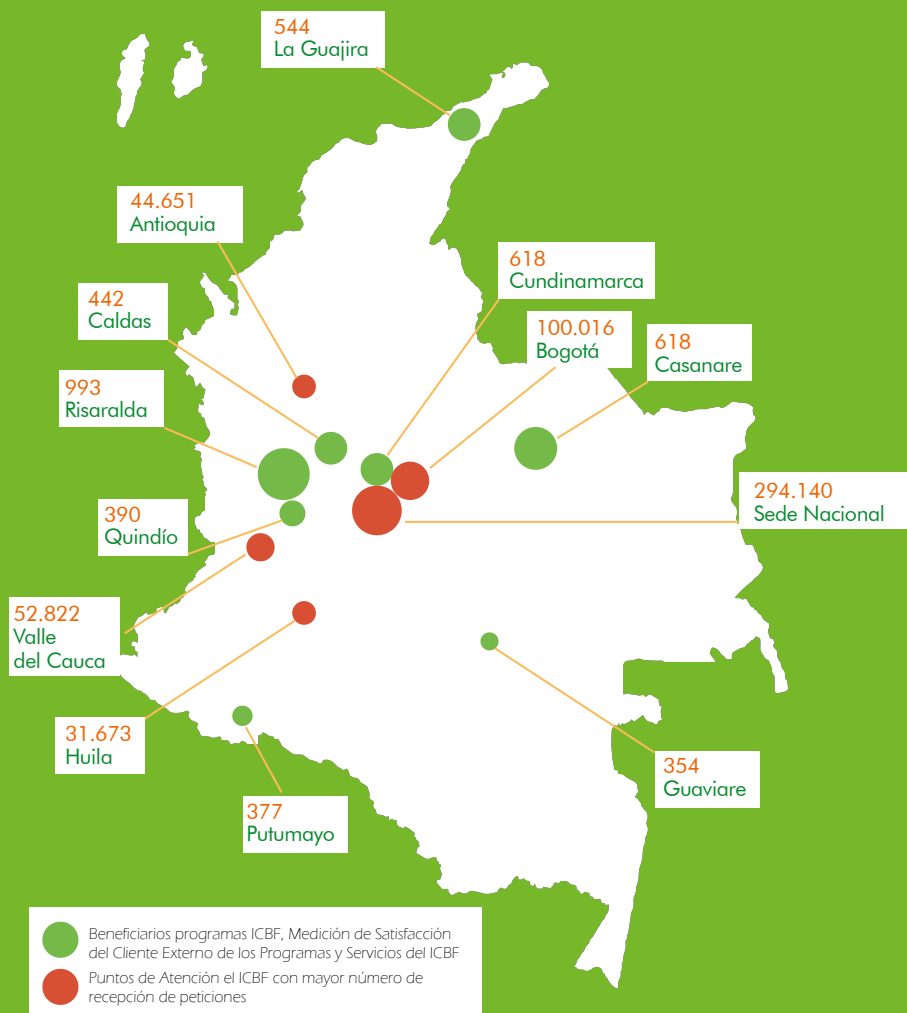 544
La Guajira
44.651
Antioquia
618
Cundinamarca
442
Caldas
100.016
Bogotá
618
Casanare
993
Risaralda
294.140
Sede Nacional
390
Quindío
52.822
Valle
del Cauca
31.673
Huila
354
Guaviare
377
Putumayo
Beneficiarios programas ICBF, Medición de Satisfacción
del Cliente Externo de los Programas y Servicios del ICBF
Puntos de Atención el ICBF con mayor número de
recepción de peticiones